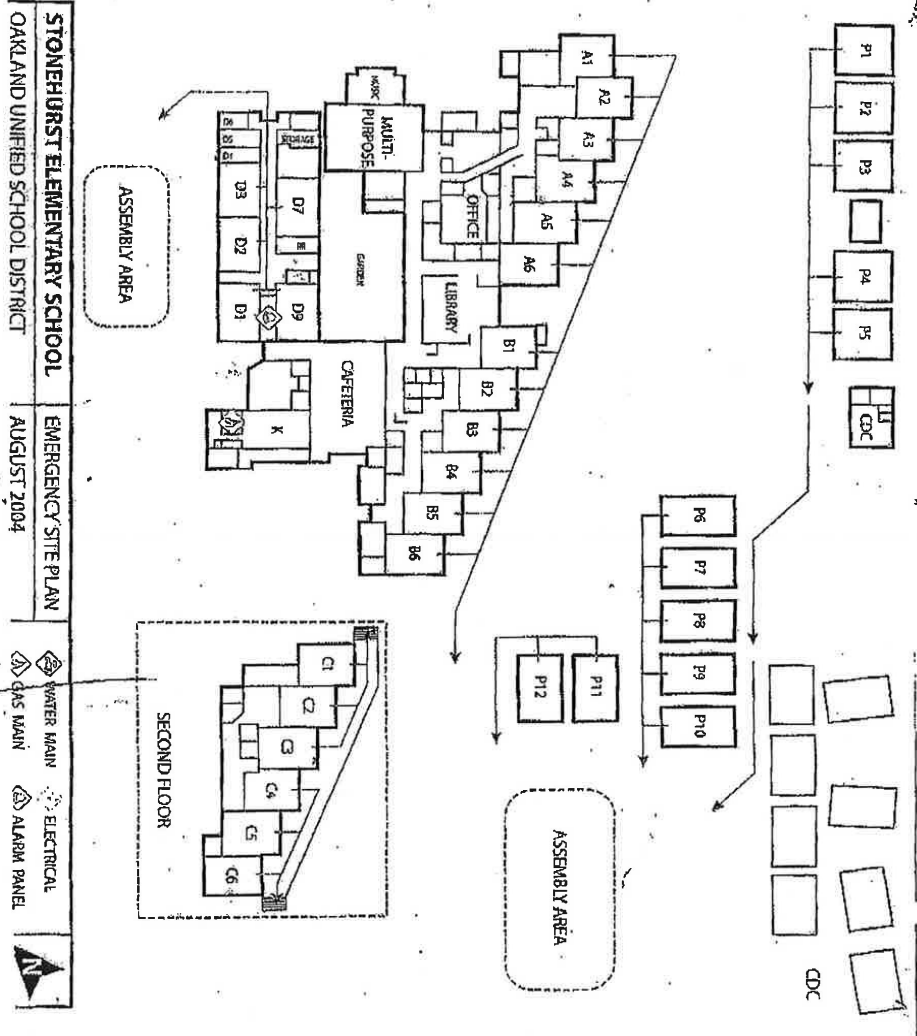 P1
P2
P3
P4
P5
CDC
P6
P7
P8
P9
P10
P11
P12
CDC
ASSEMBLY AREA
A1
A2
A3
A4
A5
A6
B1
B2
B3
B4
B5
B6
OFFICE
LIBRARY
MUSIC
MULTI-
PURPOSE
GARDEN
CAFETERIA
K
STORAGE
D7
D9
D3
D2
D1
ASSEMBLY AREA
C1
C2
C3
C4
C5
C6
SECOND FLOOR
STONEHURST ELEMENTARY SCHOOL
OAKLAND UNIFIED SCHOOL DISTRICT
EMERGENCY SITE PLAN
AUGUST 2004
WATER MAIN
ELECTRICAL
GAS MAIN
ALARM PANEL
N